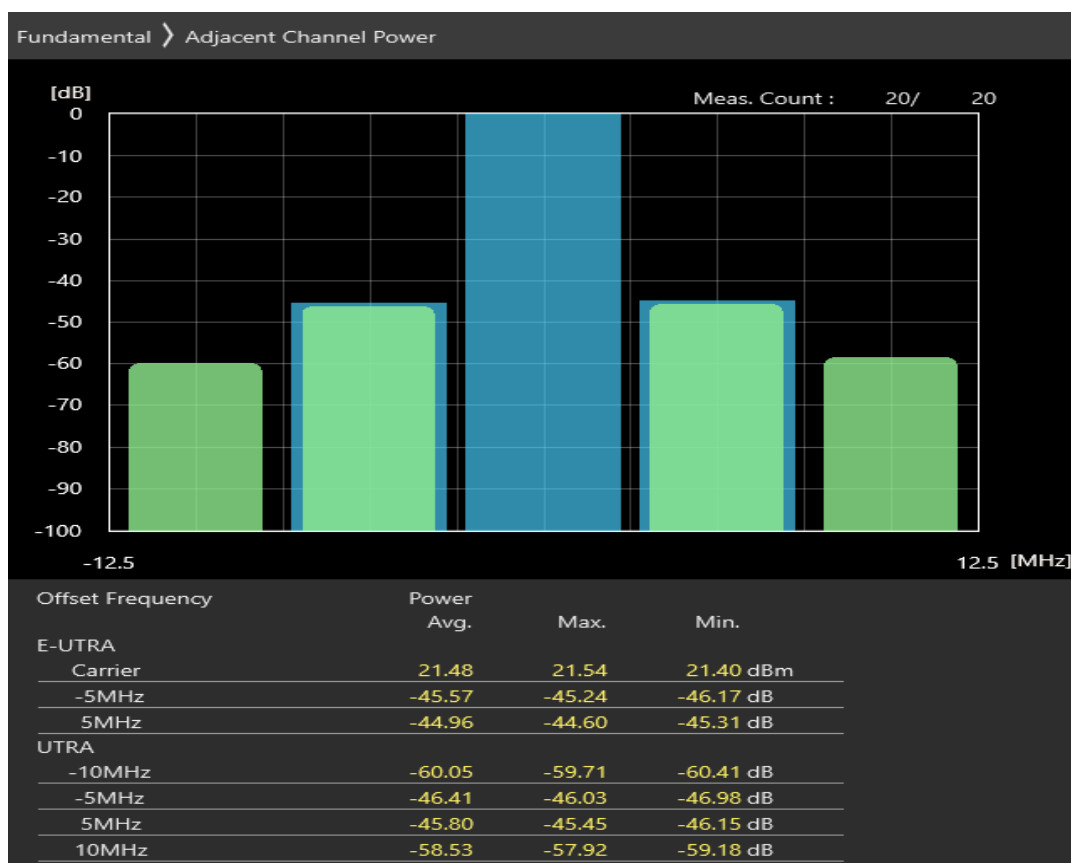 Fundamental 〉 Adjacent Channel Power
[dB]
Meas. Count : 20/ 20
0
-10
-20
-30
-40
-50
-60
-70
-80
-90
-100
-12.5 12.5 [MHz]
Offset Frequency Power
Avg. Max. Min.
E-UTRA
Carrier 21.48 21.54 21.40 dBm
-5MHz -45.57 -45.24 -46.17 dB
5MHz -44.96 -44.60 -45.31 dB
UTRA
-10MHz -60.05 -59.71 -60.41 dB
-5MHz -46.41 -46.03 -46.98 dB
5MHz -45.80 -45.45 -46.15 dB
10MHz -58.53 -57.92 -59.18 dB